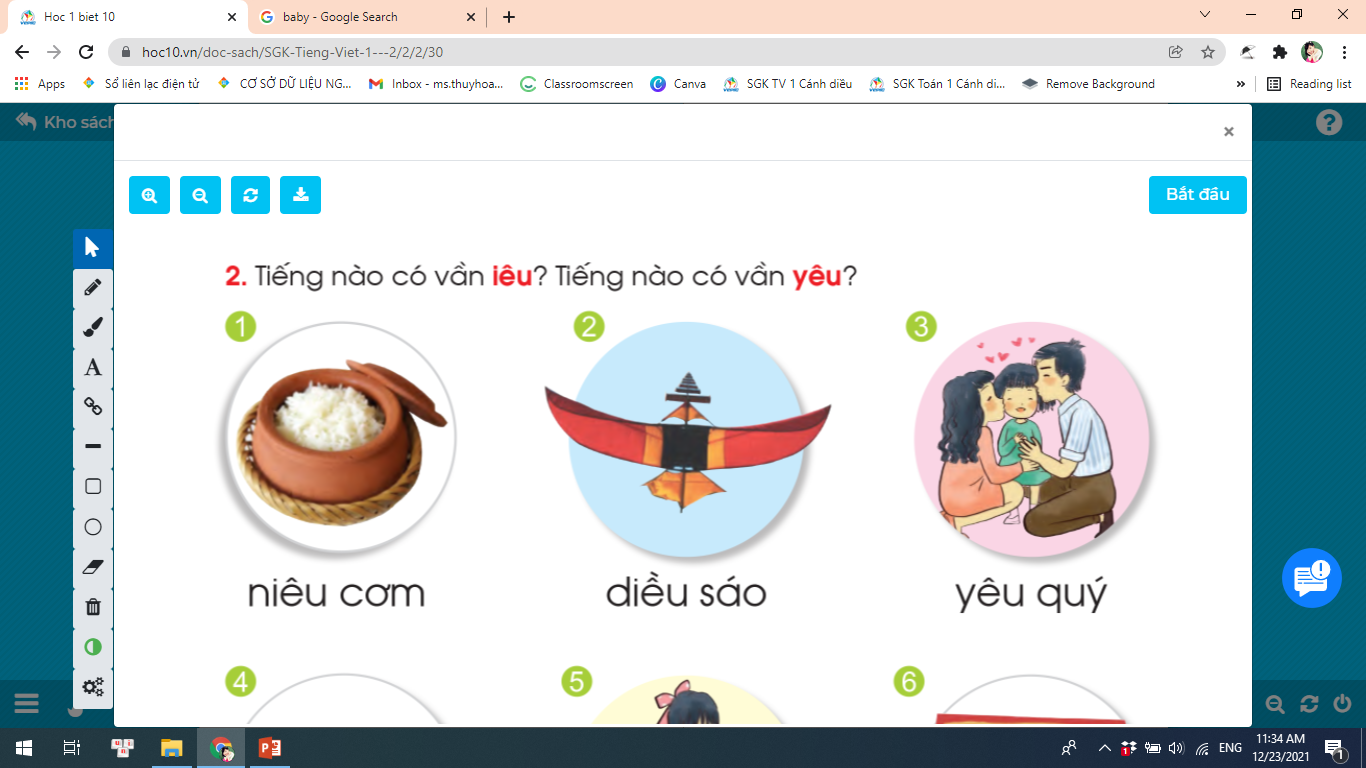 Hoc 1 biet 10
baby - Google Search
hoc10.vn/doc-sach/SGK-Tieng-Viet-1---2/2/2/30
Apps
Sổ liên lạc điện tử
CƠ SỞ DỮ LIỆU NG...
Inbox - ms.thuyhoa...
Classroomscreen
Canva
SGK TV 1 Cánh diều
SGK Toán 1 Cánh di...
Remove Background
»
Reading list
Kho sách
Bắt đầu
2. Tiếng nào có vần iêu? Tiếng nào có vần yêu?
1
2
3
niêu cơm
diều sáo
yêu quý
4
5
6
ENG
11:34 AM
12/23/2021